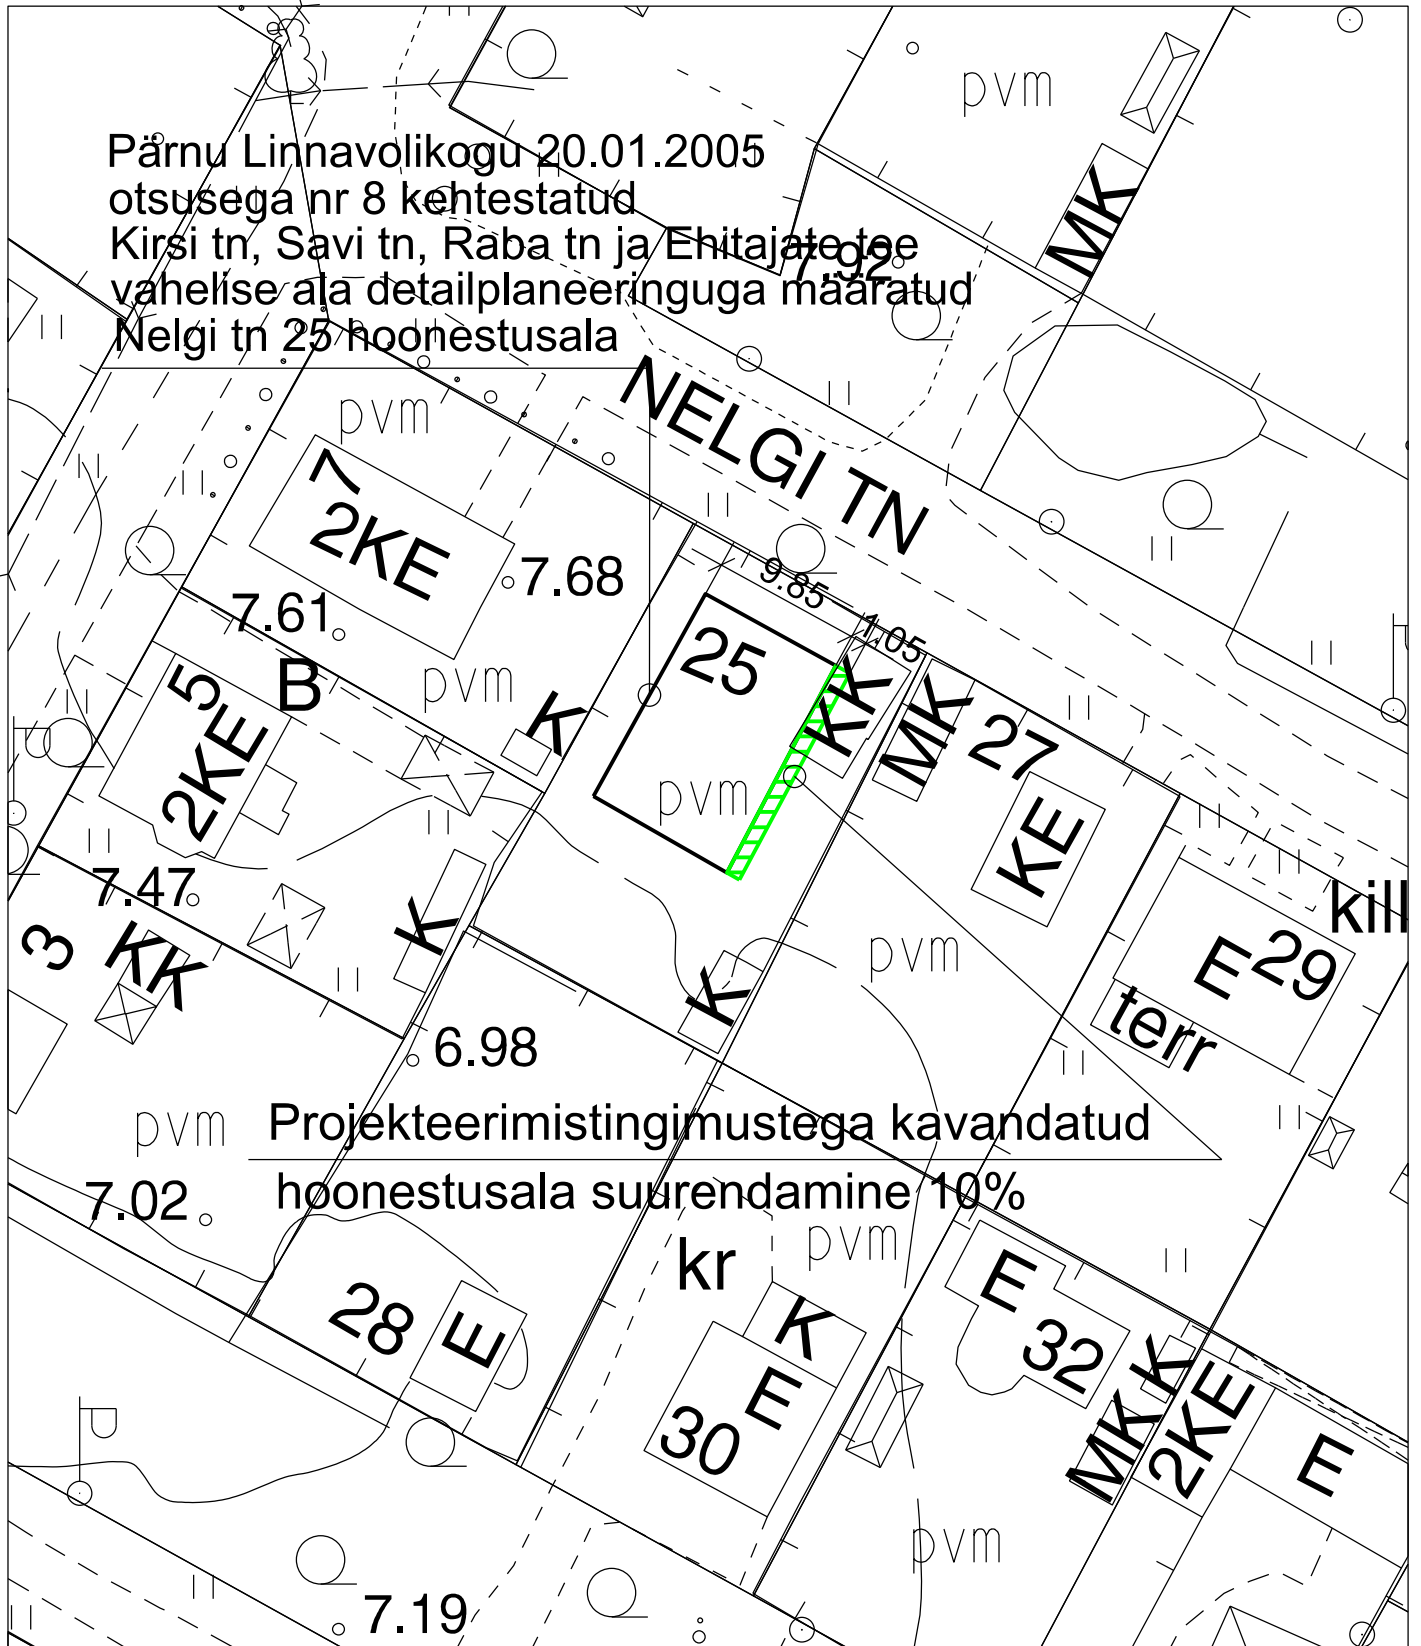 pvm
MK
Pärnu Linnavolikogu 20.01.2005
otsusega nr 8 kehtestatud
Kirsi tn, Savi tn, Raba tn ja Ehitajate tee
vahelise ala detailplaneeringuga määratud
Nelgi tn 25 hoonestusala
7.92
NELGI TN
pvm
7
2KE
7.68
9.85
1.05
7.61
B
pvm
25
KK
MK
27
5
2KE
K
pvm
KE
7.47
3
KK
K
K
pvm
E
29
kill
terr
6.98
pvm
Projekteerimistingimustega kavandatud
hoonestusala suurendamine 10%
7.02
pvm
kr
E
32
28
E
K
E
30
K
MK
2KE
E
pvm
7.19